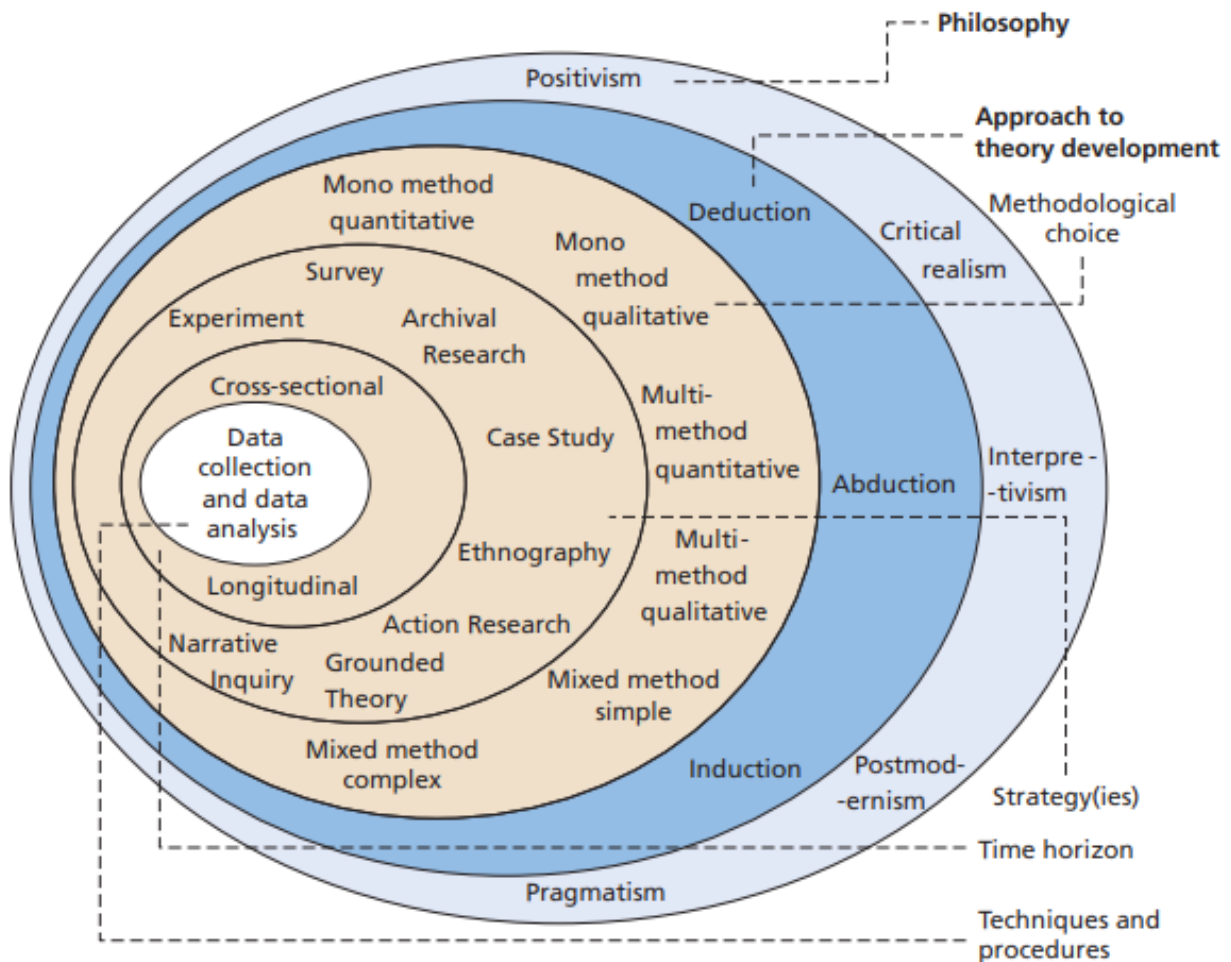 Philosophy
Positivism
Approach to
theory development
Deduction
Methodological
choice
Critical
realism
Mono method
quantitative
Mono
method
qualitative
Survey
Experiment
Archival
Research
Cross-sectional
Data
collection
and data
analysis
Case Study
Multi-
method
quantitative
Abduction
Interpre -
-tivism
Ethnography
Multi-
method
qualitative
Longitudinal
Action Research
Narrative
Inquiry
Grounded
Theory
Mixed method
simple
Mixed method
complex
Induction
Postmod-
-ernism
Strategy(ies)
Time horizon
Pragmatism
Techniques and
procedures